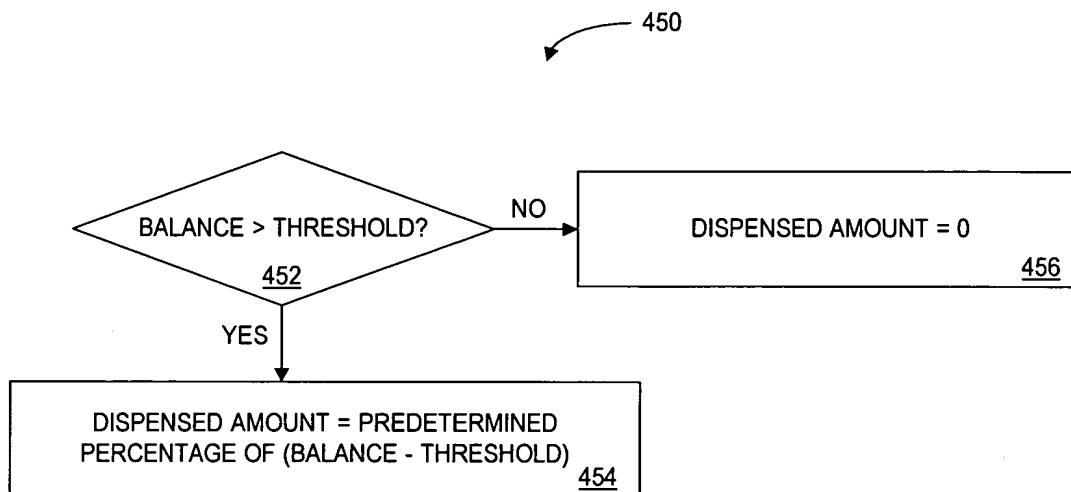 450
BALANCE > THRESHOLD?
452
NO
DISPENSED AMOUNT = 0
456
YES
DISPENSED AMOUNT = PREDETERMINED
PERCENTAGE OF (BALANCE - THRESHOLD)
454